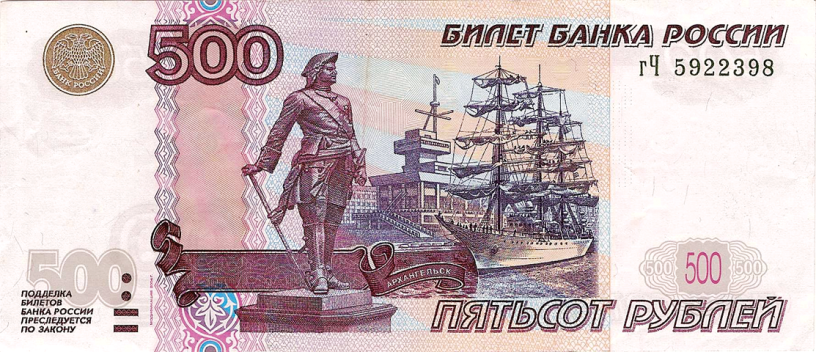 500
БИЛЕТ БАНКА РОССИИ
гЧ 5922398
БАНК РОССИИ
АРХАНГЕЛЬСК
500
500 500 500
ПОДДЕЛКА
БИЛЕТОВ
БАНКА РОССИИ
ПРЕСЛЕДУЕТСЯ
ПО ЗАКОНУ
ПЯТЬСОТ РУБЛЕЙ